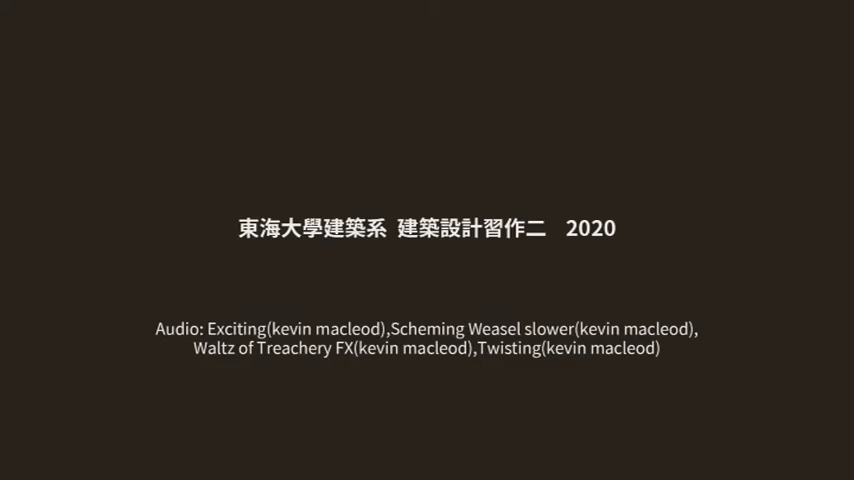 東海大學建築系 建築設計習作二 2020
Audio: Exciting(kevin macleod),Scheming Weasel slower(kevin macleod),
Waltz of Treachery FX(kevin macleod),Twisting(kevin macleod)